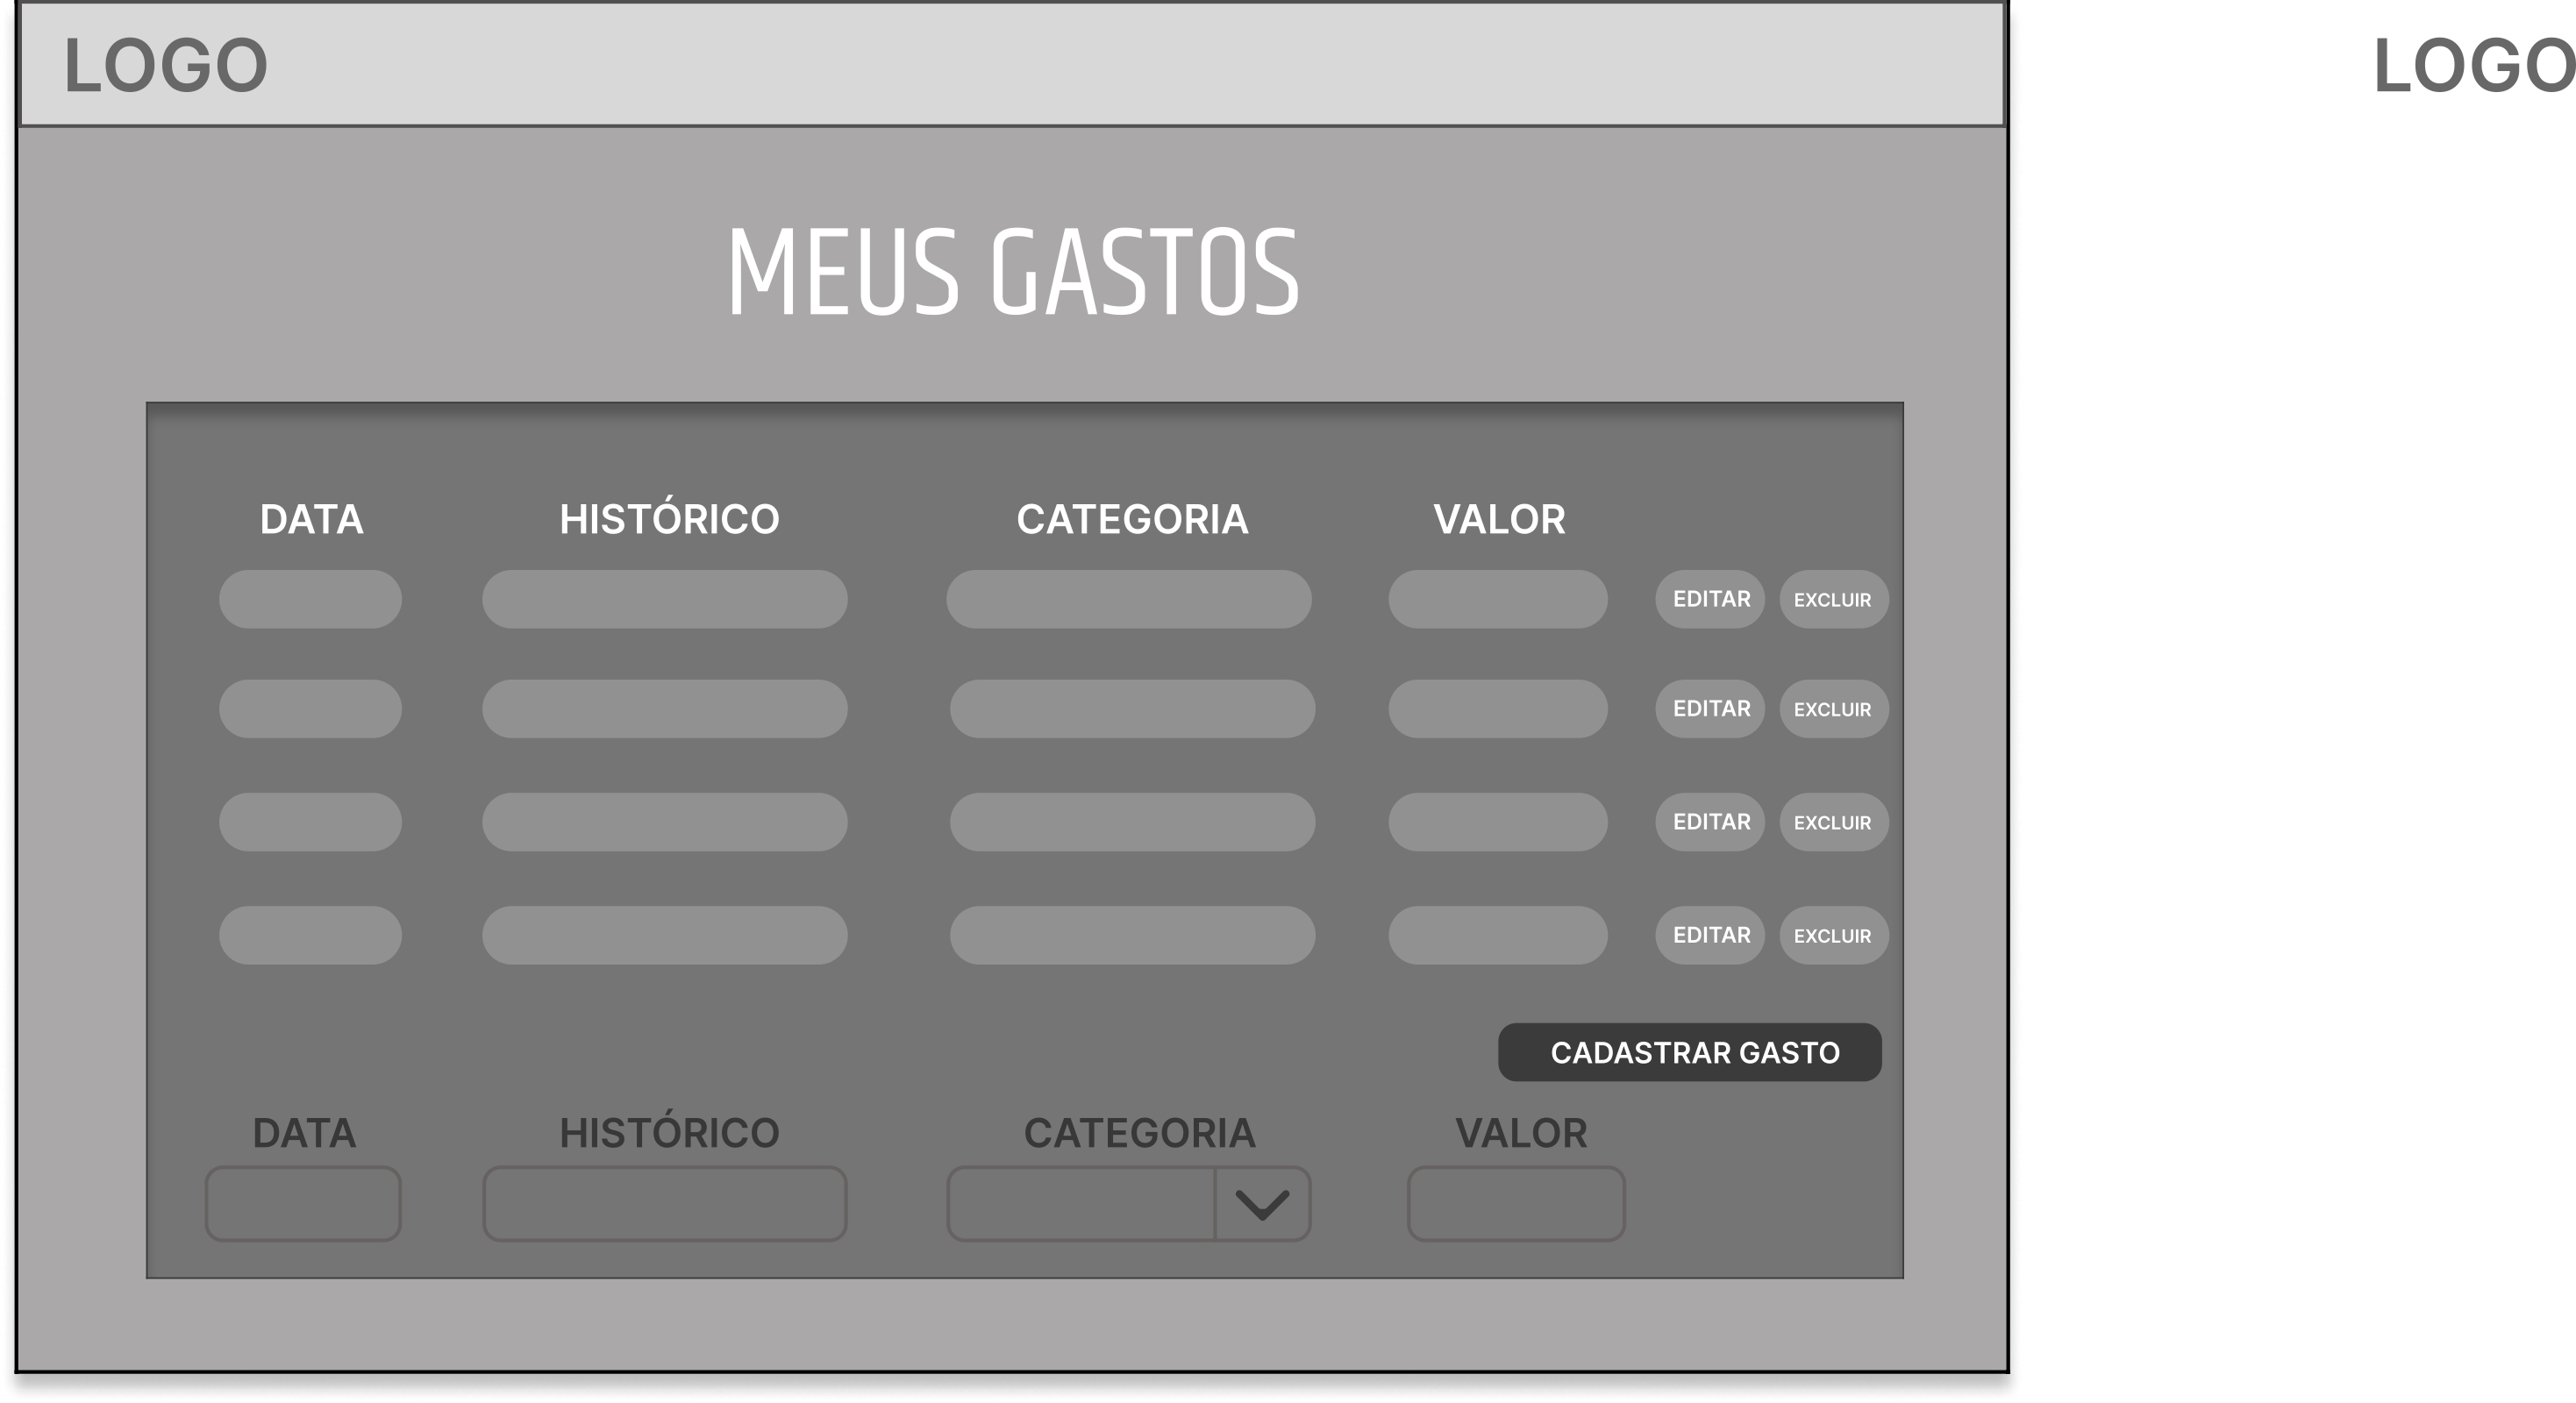 LOGO
LOGO
MEUS GASTOS
DATA HISTÓRICO CATEGORIA VALOR
EDITAR EXCLUIR
EDITAR EXCLUIR
EDITAR EXCLUIR
EDITAR EXCLUIR
CADASTRAR GASTO
DATA HISTÓRICO CATEGORIA VALOR